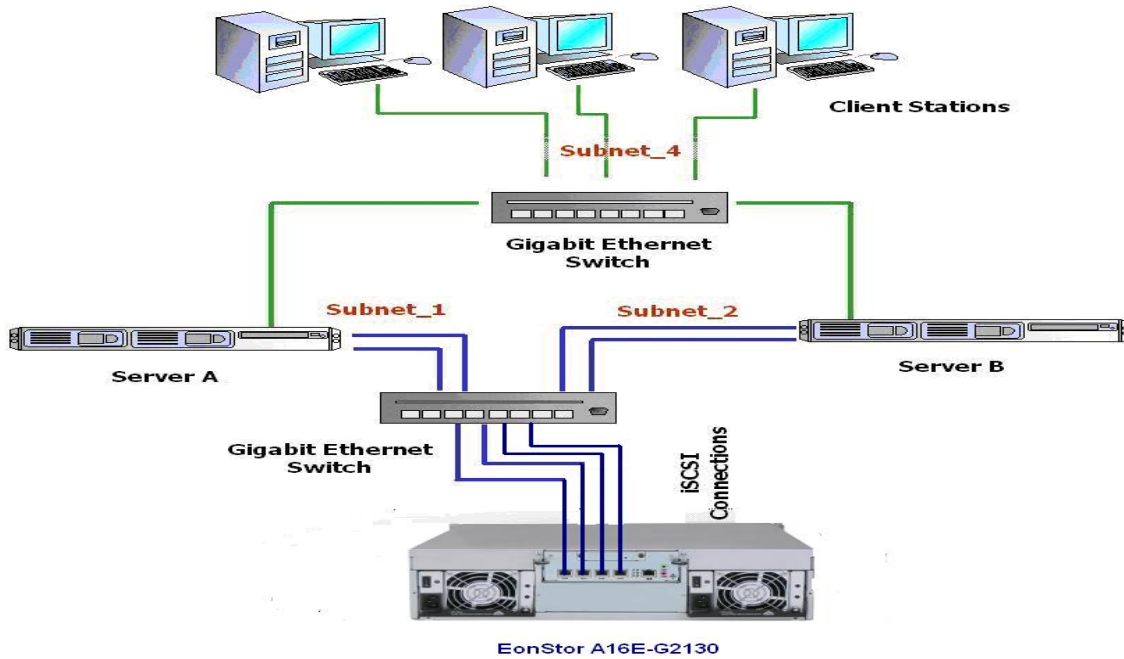 Client Stations
Subnet_4
Gigabit Ethernet
Switch
Subnet_1
Subnet_2
Server A
Server B
Gigabit Ethernet
Switch
iSCSI
Connections
EonStor A16E-G2130